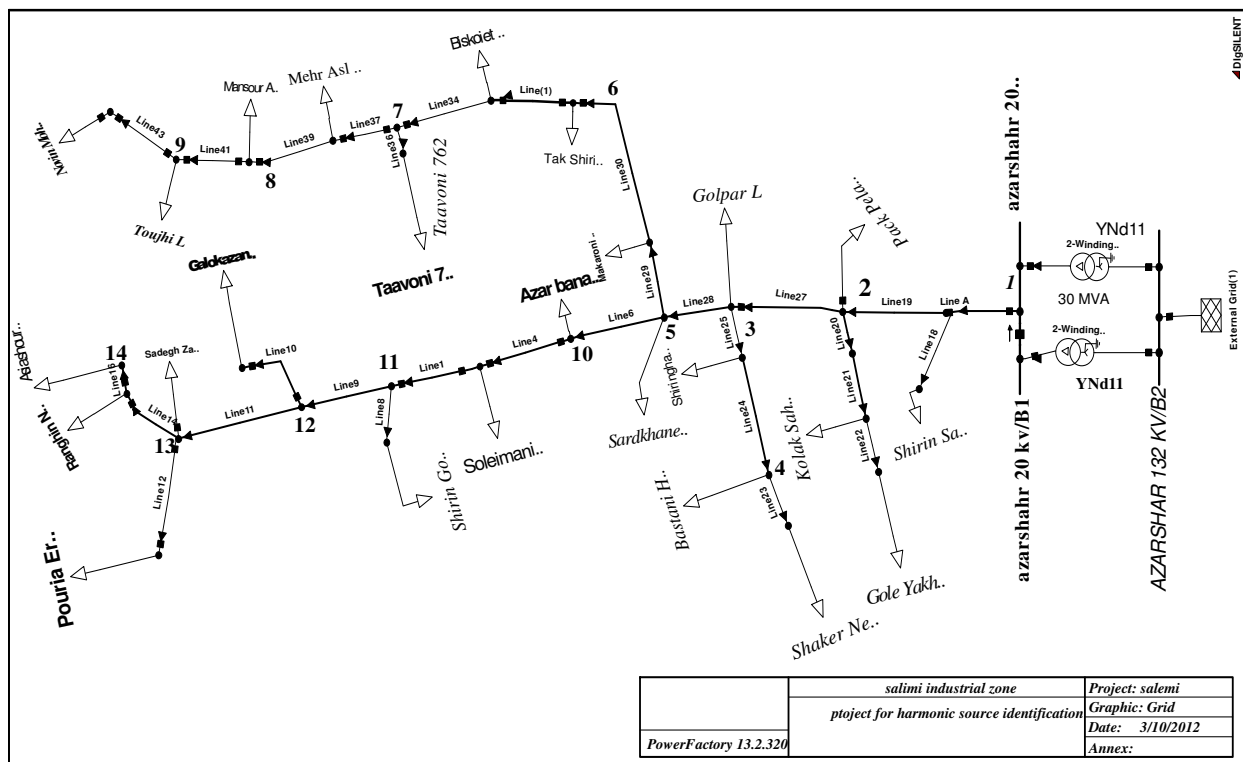 DIgSILENT
Eiskoiet ..
Mehr Asl ..
Mansour A..
Line(1)
6
Line34
7
Line37
Line39
Line36
Line43
9
Line41
8
Norin Moh..
Toujhi L
Taavoni 762
Tak Shiri..
Line30
Golpar L
Pack Pela..
azarshahr 20..
YNd11
2-Winding..
30 MVA
1
External Grid(1)
Galokazan..
Taavoni 7..
Azar bana..
Makaroni ..
Line29
Line28
Line27
2
Line19
Line A
Line6
5
3
Line25
Line20
Line18
2-Winding..
YNd11
Line4
10
Shiringha..
Line21
14
Sadegh Za..
Line10
11
Line1
Asashour..
Line15
Line9
Line8
Line14
Line11
12
Ranghin N..
13
Line12
Shirin Go..
Soleimani..
Sardkhane..
Line24
Kolak Sah..
Line22
Shirin Sa..
4
Bastani H..
Line23
azarshahr 20 kv/B1
AZARSHAR 132 KV/B2
Pouria Er..
Gole Yakh..
Shaker Ne..
salimi industrial zone
Project: salemi
ptoject for harmonic source identification
Graphic: Grid
Date: 3/10/2012
PowerFactory 13.2.320
Annex: